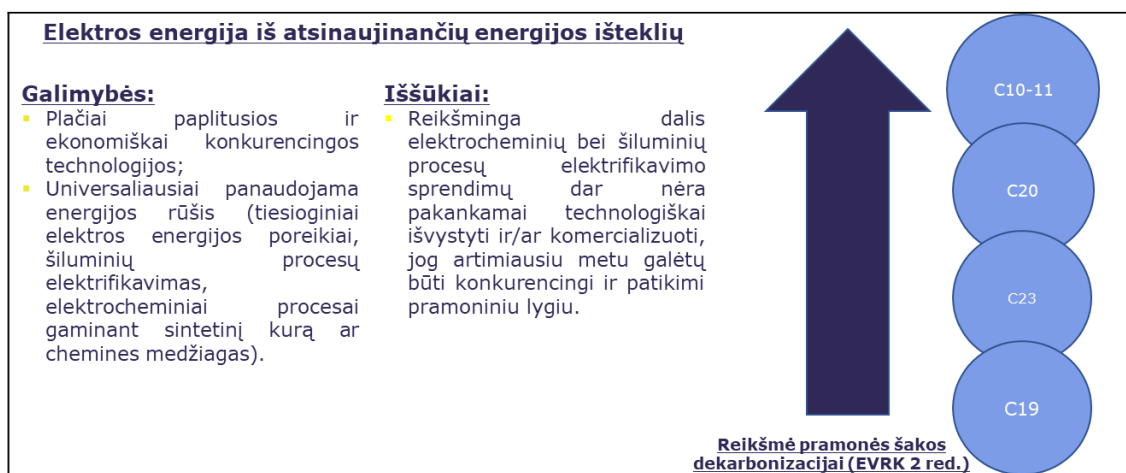 Elektros energija iš atsinaujinančių energijos išteklių
Galimybės:
Plačiai paplitusios ir
ekonomiškai konkurencingos
technologijos;
Universaliausiai panaudojama
energijos rūšis (tiesioginiai
elektros energijos poreikiai,
šiluminių procesų
elektrifikavimas,
elektrocheminiai procesai
gaminant sintetinį kurą ar
chemines medžiagas).
Iššūkiai:
Reikšminga dalis
elektrocheminių bei šiluminių
procesų elektrifikavimo
sprendimų dar nėra
pakankamai technologiškai
išvystyti ir/ar komercializuoti,
jog artimiausiu metu galėtų
būti konkurencingi ir patikimi
pramoniniu lygiu.
C10-11
C20
C23
C19
Reikšmė pramonės šakos
dekarbonizacijai (EVRK 2 red.)